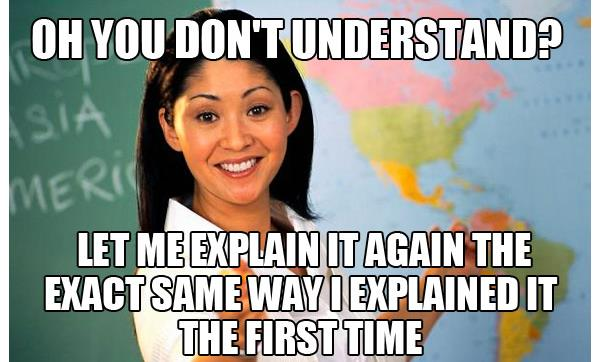 OH YOU DON'T UNDERSTAND?
ASIA
MERI
LET ME EXPLAIN IT AGAIN THE
EXACT SAME WAY I EXPLAINED IT
THE FIRST TIME